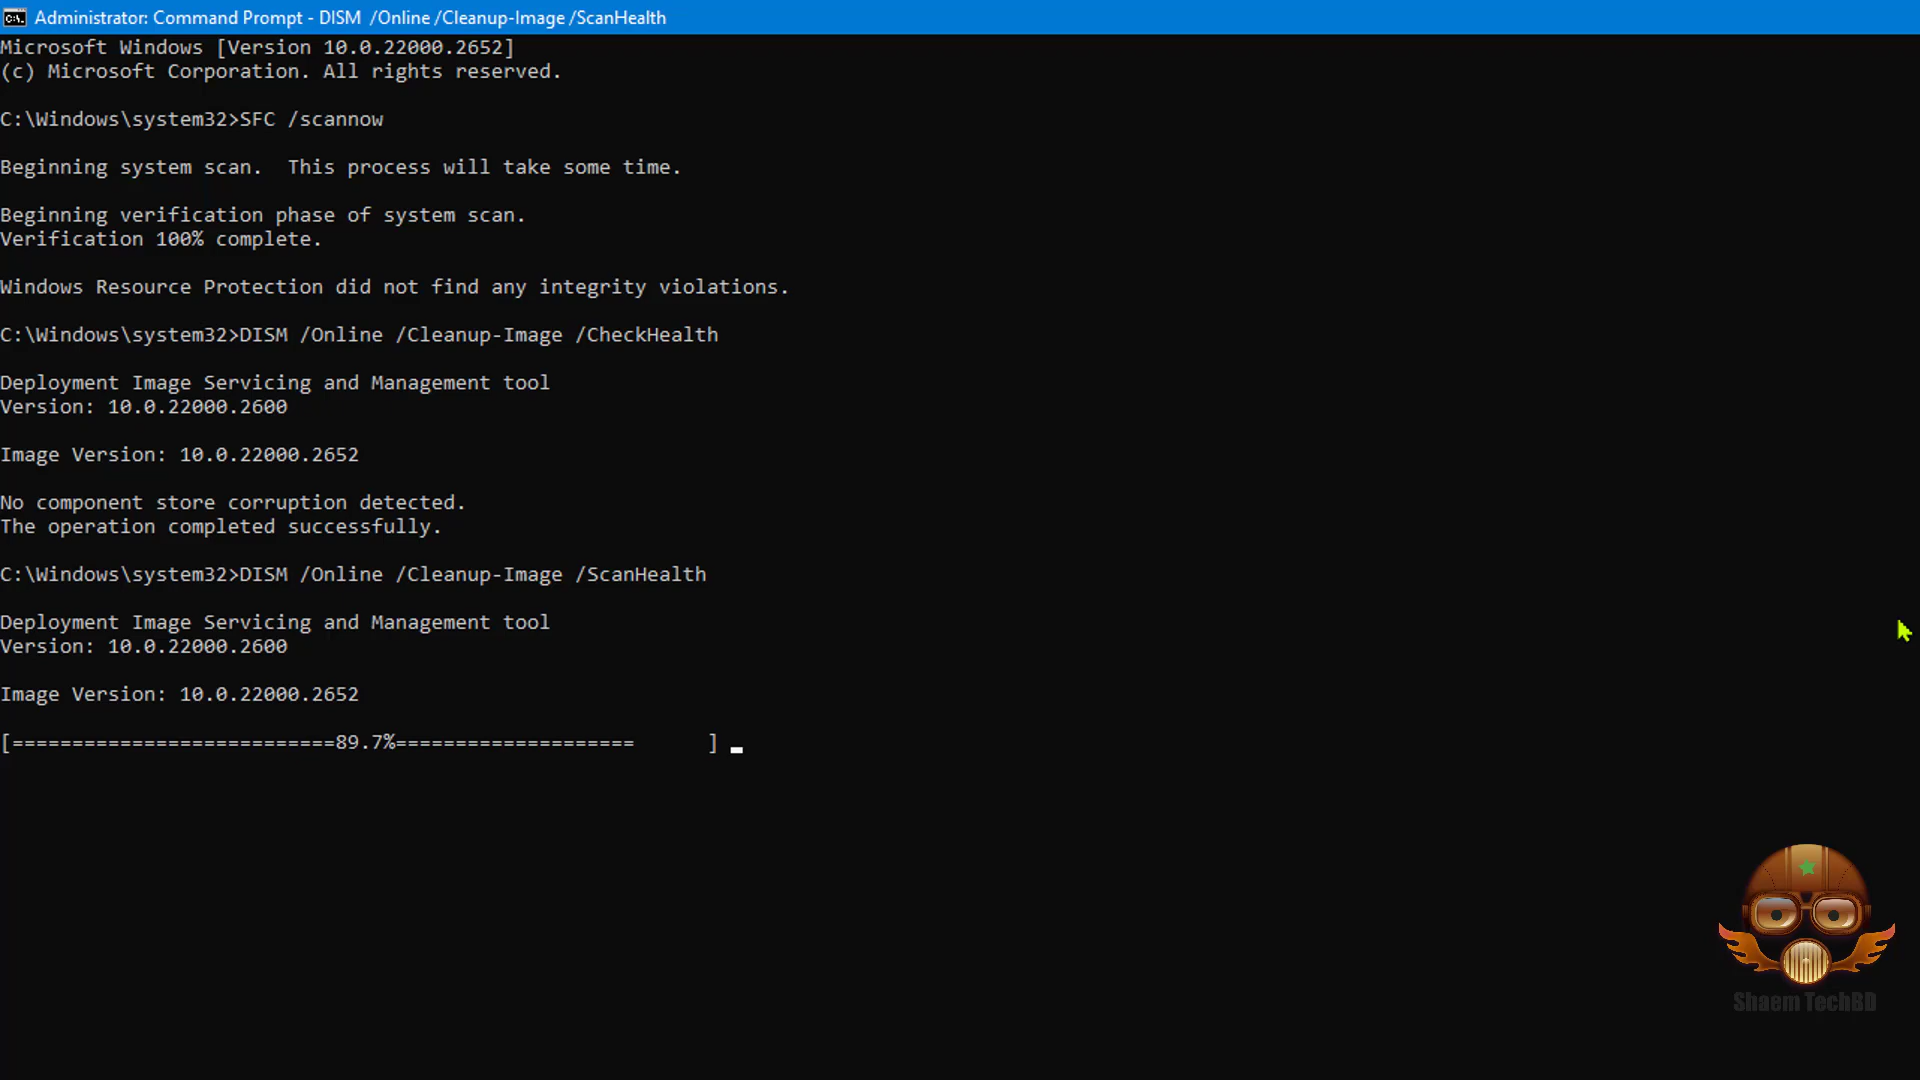 Administrator: Command Prompt - DISM  /Online /Cleanup-Image /ScanHealth
Microsoft Windows [Version 10.0.22000.2652]
(c) Microsoft Corporation. All rights reserved.
C:\Windows\system32>SFC /scannow
Beginning system scan.  This process will take some time.
Beginning verification phase of system scan.
Verification 100% complete.
Windows Resource Protection did not find any integrity violations.
C:\Windows\system32>DISM /Online /Cleanup-Image /CheckHealth
Deployment Image Servicing and Management tool
Version: 10.0.22000.2600
Image Version: 10.0.22000.2652
No component store corruption detected.
The operation completed successfully.
C:\Windows\system32>DISM /Online /Cleanup-Image /ScanHealth
Deployment Image Servicing and Management tool
Version: 10.0.22000.2600
Image Version: 10.0.22000.2652
[===========================89.7%====================      ]
Shaem TechBD